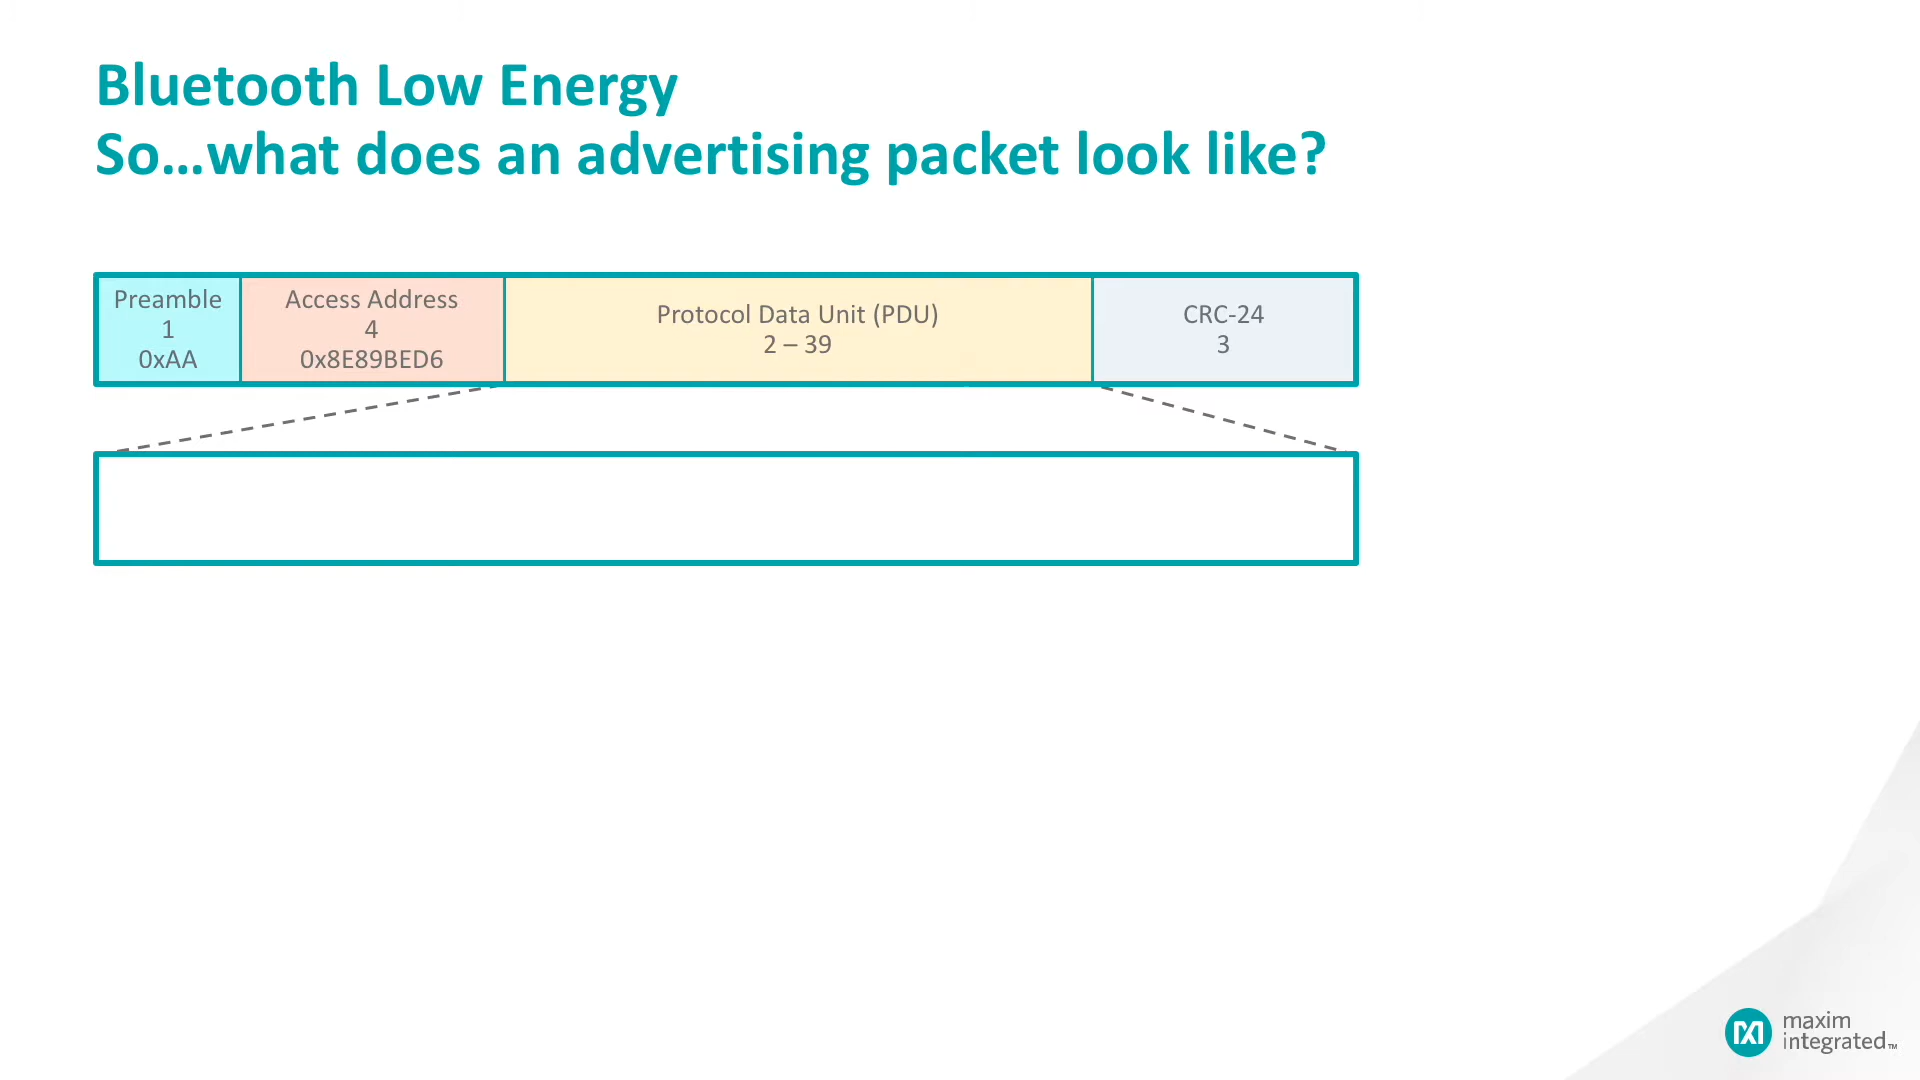 Bluetooth Low Energy
So…what does an advertising packet look like?
Preamble
1
0xAA
Access Address
4
0x8E89BED6
Protocol Data Unit (PDU)
2 – 39
CRC-24
3
maxim
integrated™